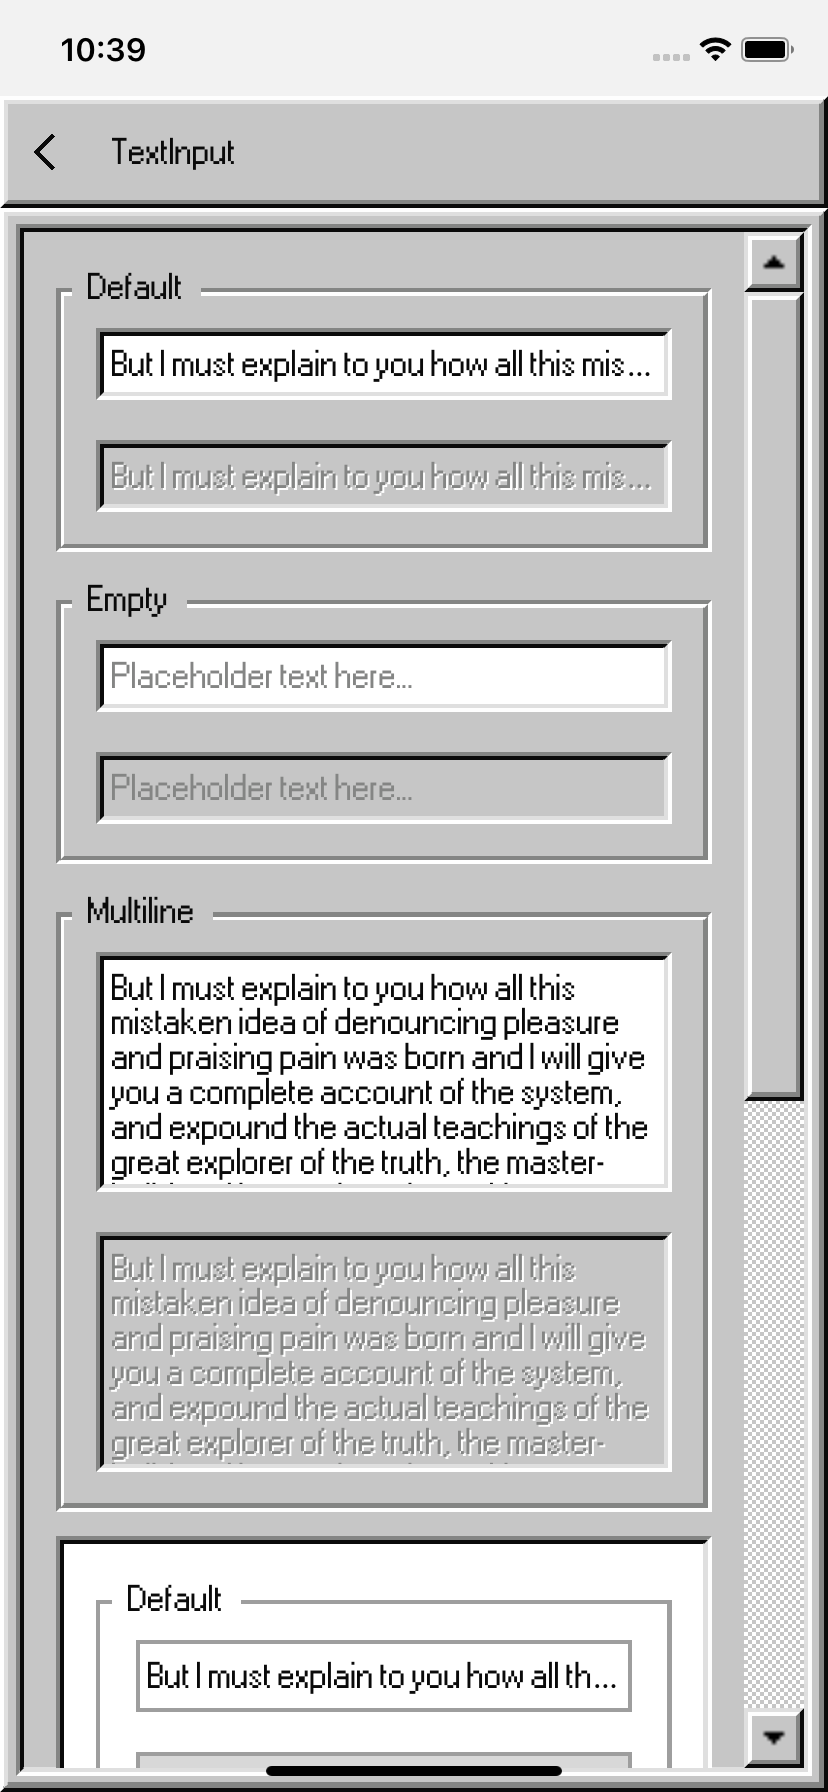 10:39
TextInput
Default
But I must explain to you how all this mis...
But I must explain to you how all this mis...
Empty
Placeholder text here...
Placeholder text here...
Multiline
But I must explain to you how all this
mistaken idea of denouncing pleasure
and praising pain was born and I will give
you a complete account of the system,
and expound the actual teachings of the
great explorer of the truth, the master-
But I must explain to you how all this
mistaken idea of denouncing pleasure
and praising pain was born and I will give
you a complete account of the system,
and expound the actual teachings of the
great explorer of the truth, the master-
Default
But I must explain to you how all th...